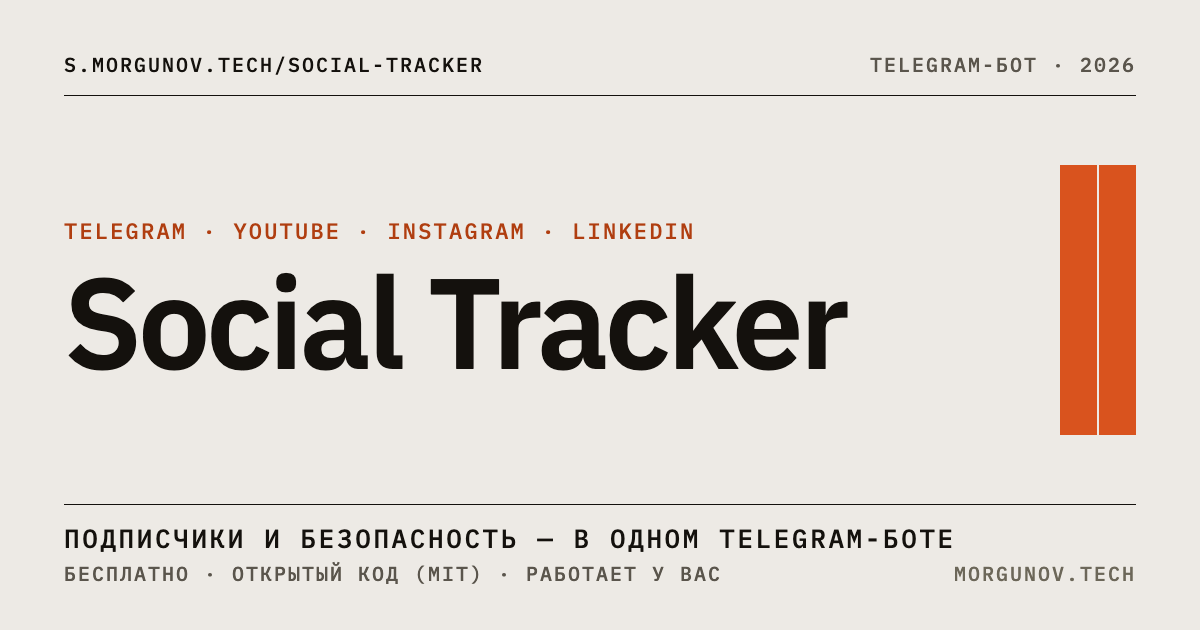 S.MORGUNOV.TECH/SOCIAL-TRACKER
TELEGRAM-БОТ · 2026
TELEGRAM · YOUTUBE · INSTAGRAM · LINKEDIN
Social Tracker
ПОДПИСЧИКИ И БЕЗОПАСНОСТЬ — В ОДНОМ TELEGRAM-БОТЕ
БЕСПЛАТНО · ОТКРЫТЫЙ КОД (MIT) · РАБОТАЕТ У ВАС
MORGUNOV.TECH